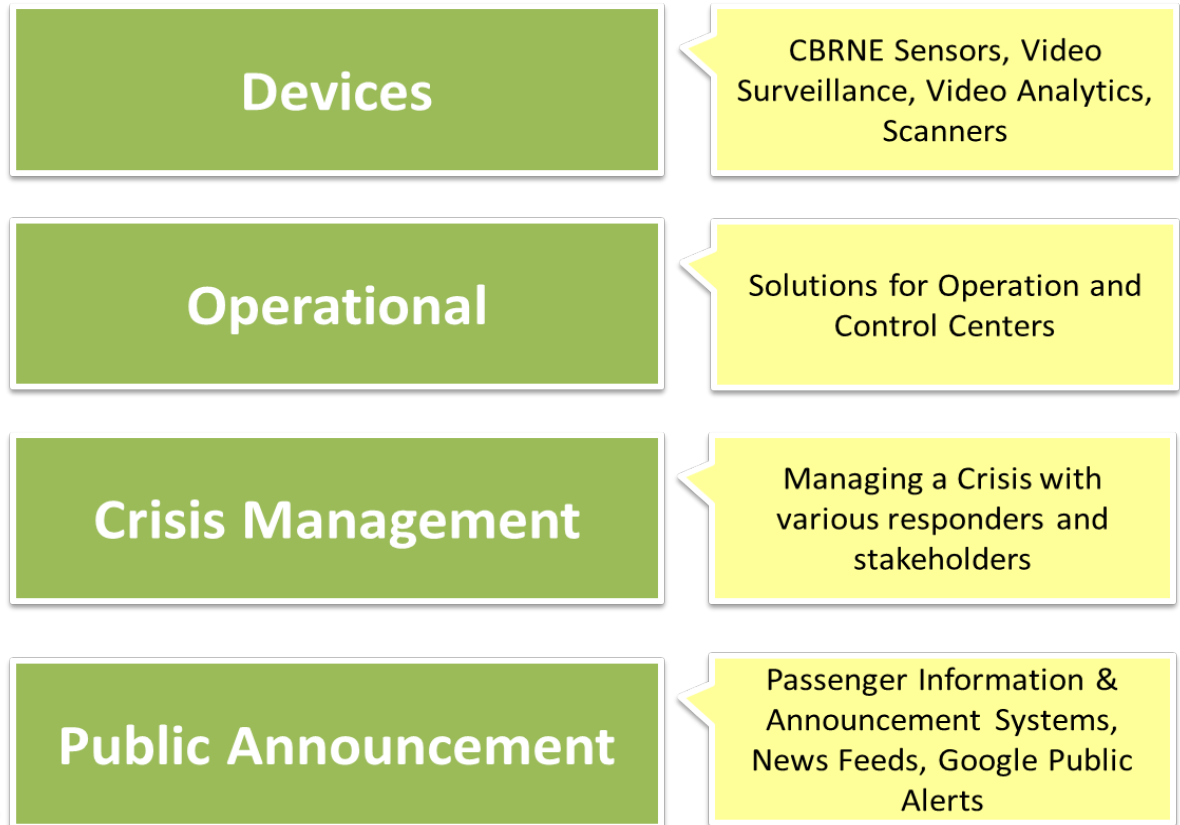 Devices
CBRNE Sensors, Video
Surveillance, Video Analytics,
Scanners
Operational
Solutions for Operation and
Control Centers
Crisis Management
Managing a Crisis with
various responders and
stakeholders
Public Announcement
Passenger Information &
Announcement Systems,
News Feeds, Google Public
Alerts